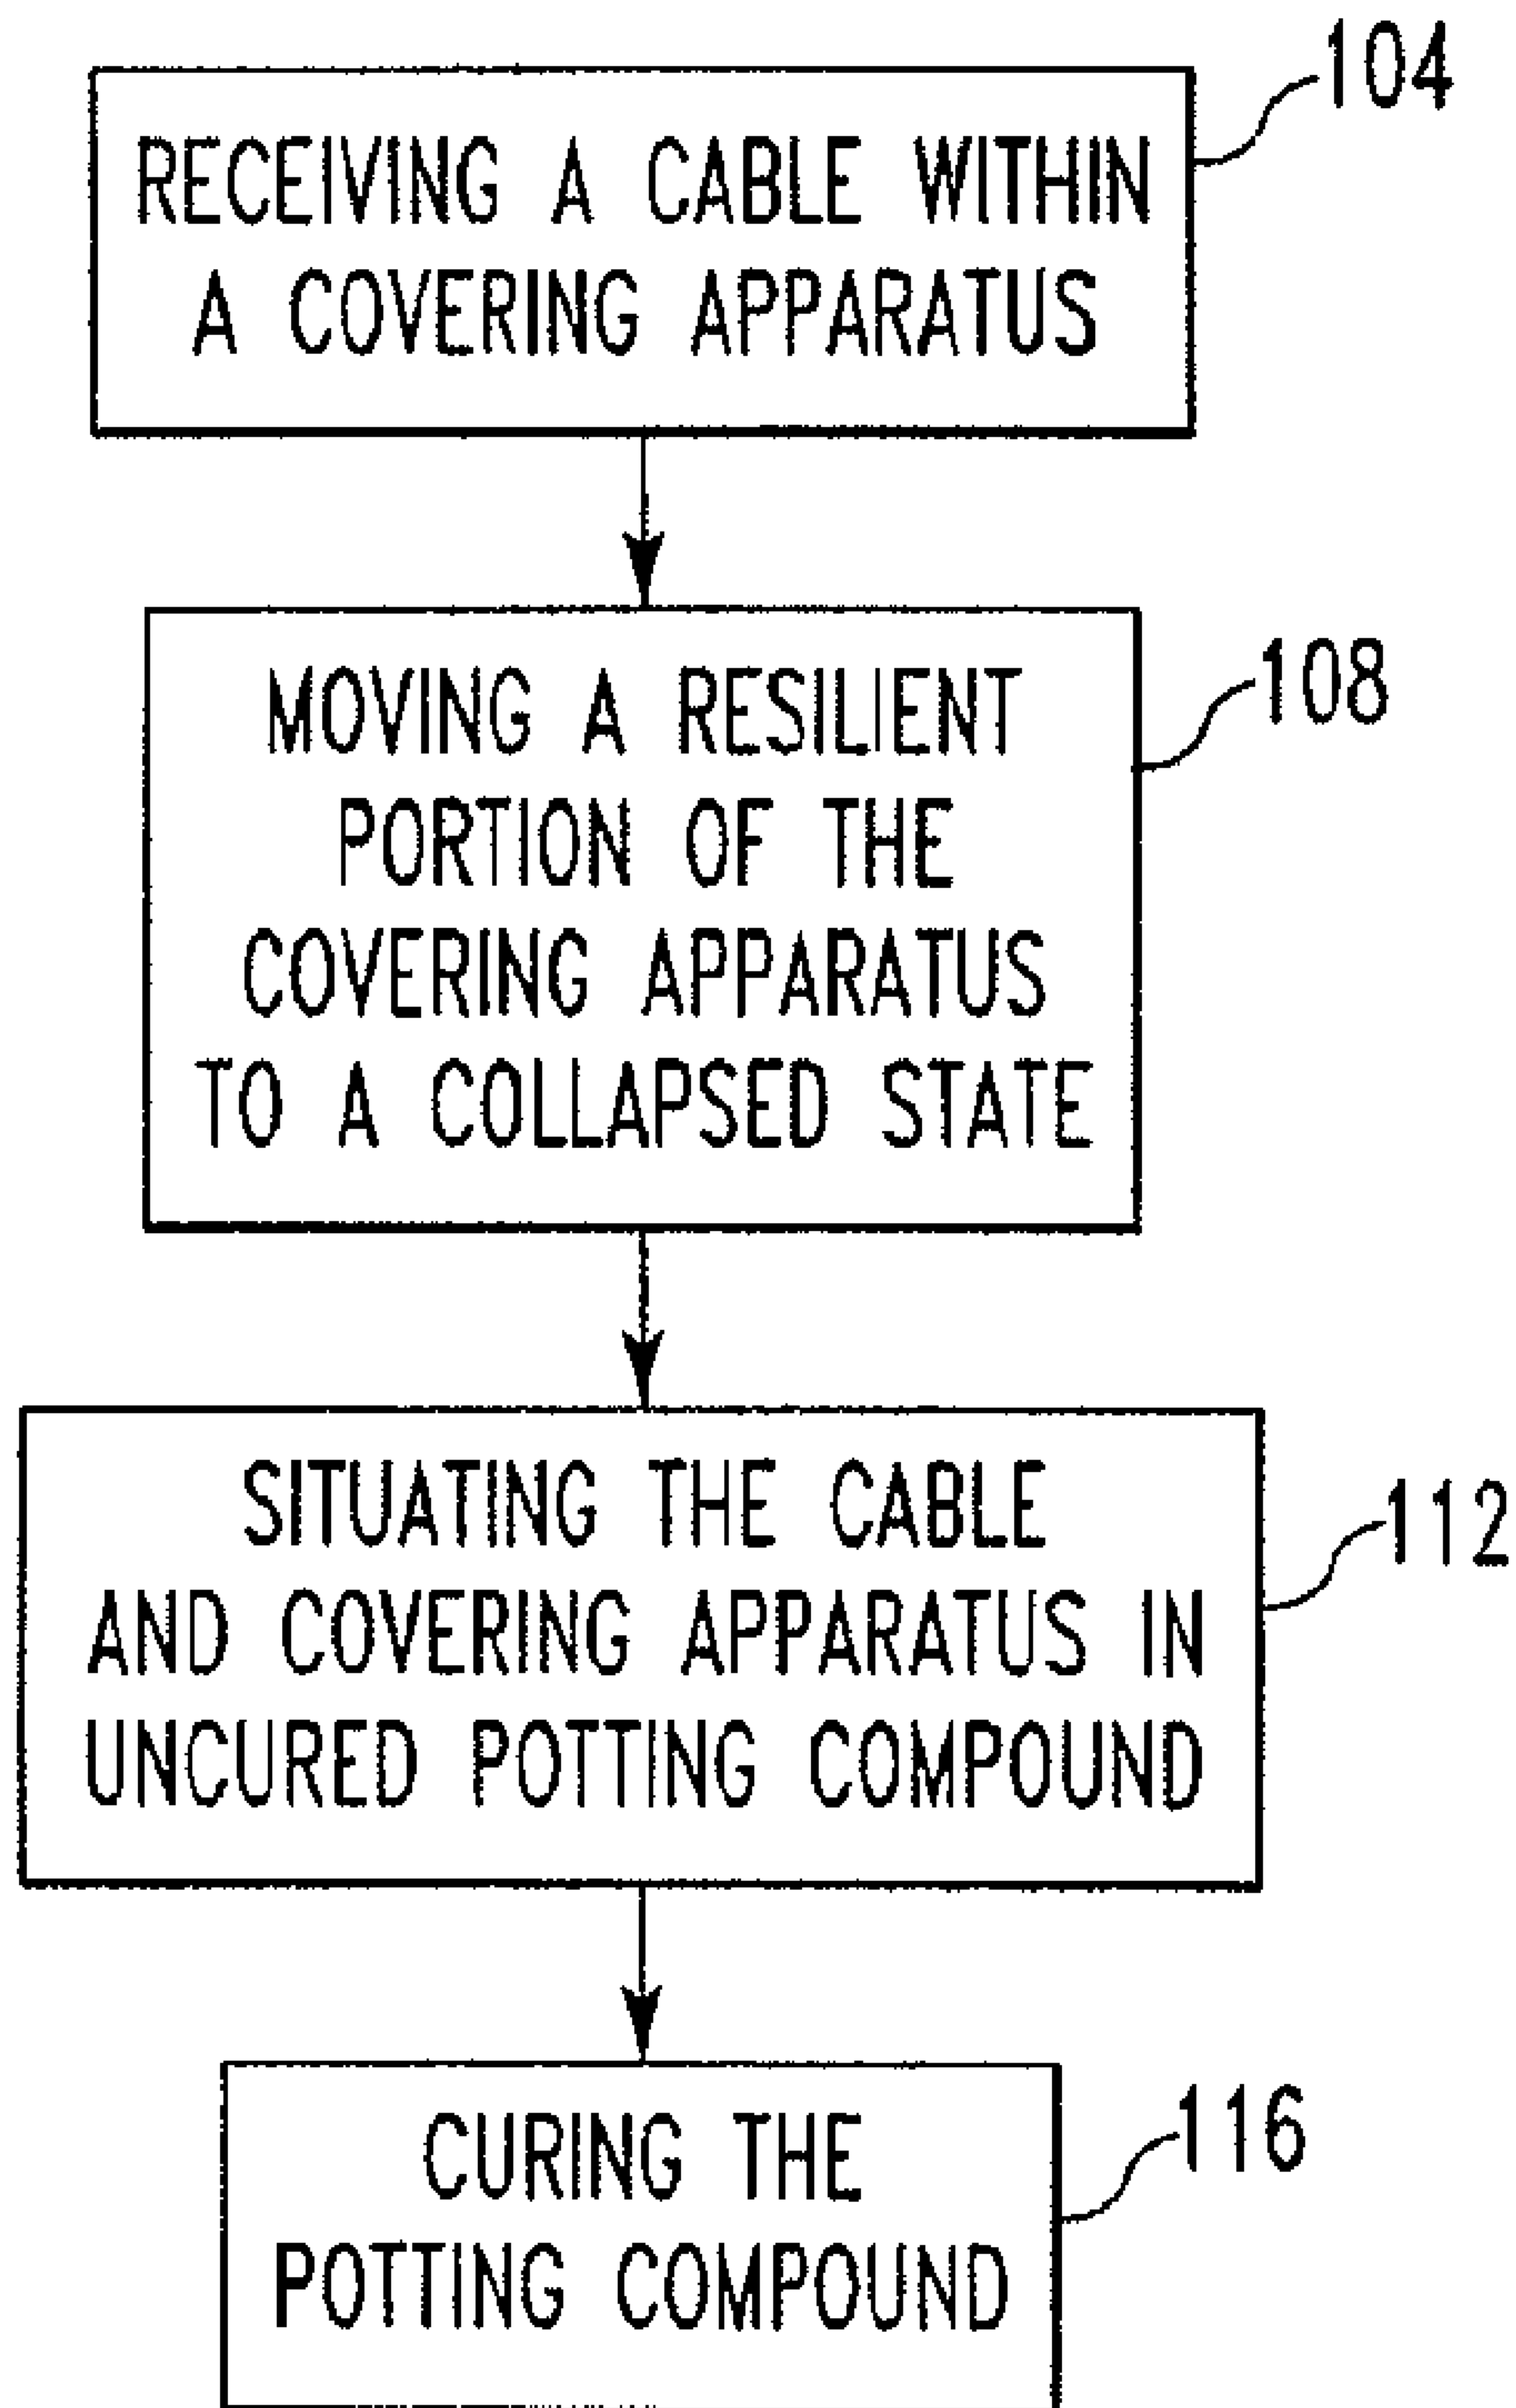 104
RECEIVING A CABLE WITHIN
A COVERING APPARATUS
108
MOVING A RESILIENT
PORTION OF THE
COVERING APPARATUS
TO A COLLAPSED STATE
112
SITUATING THE CABLE
AND COVERING APPARATUS IN
UNCURED POTTING COMPOUND
116
CURING THE
POTTING COMPOUND